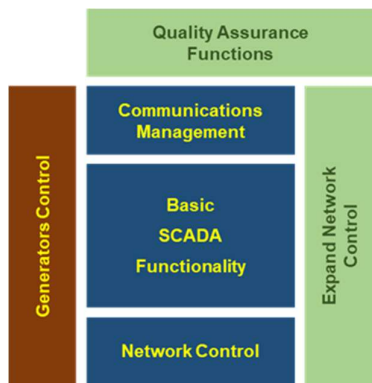 Quality Assurance
Functions
Generators Control
Communications
Management
Basic
SCADA
Functionality
Network Control
Expand Network
Control